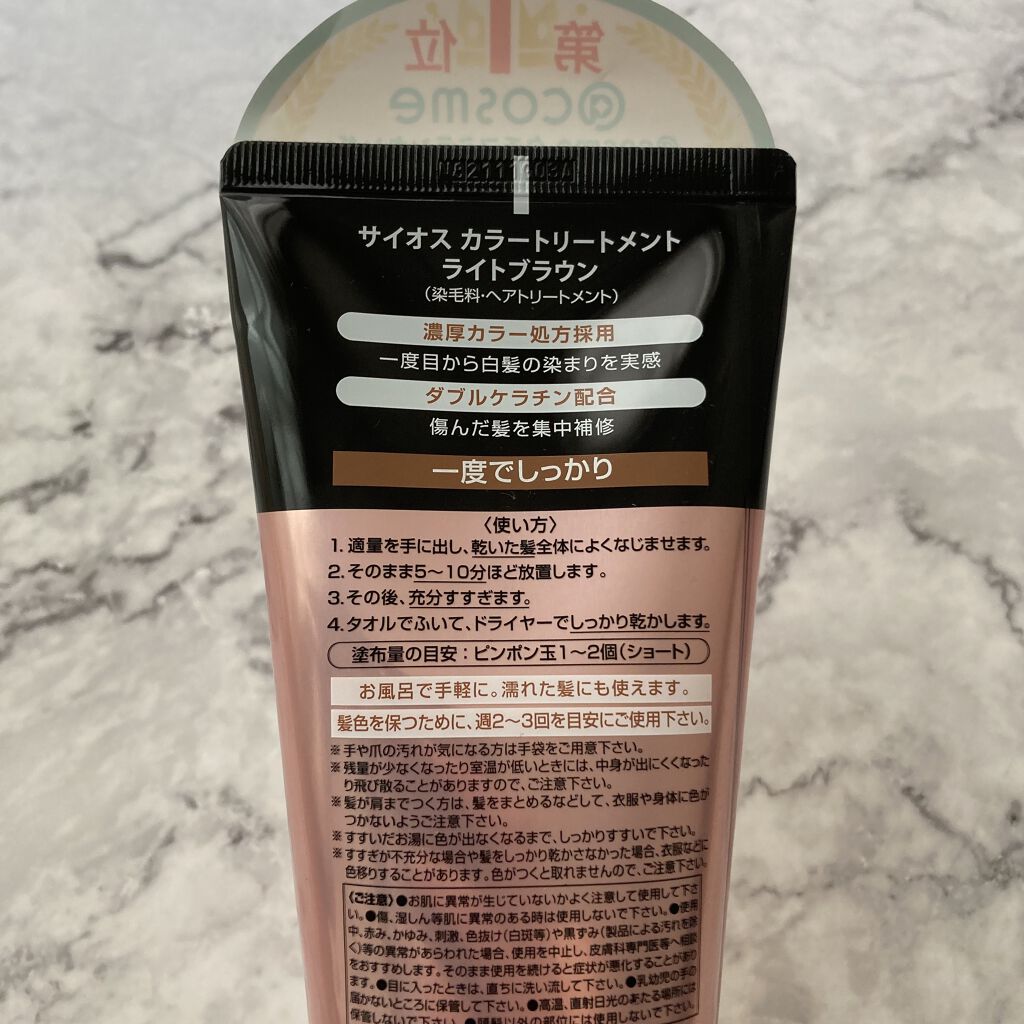 第1位
@cosme
サイオス カラートリートメント
ライトブラウン
(染毛料・ヘアトリートメント)
濃厚カラー処方採用
一度目から白髪の染まりを実感
ダブルケラチン配合
傷んだ髪を集中補修
一度でしっかり
〈使い方〉
1. 適量を手に出し、乾いた髪全体によくなじませます。
2. そのまま5〜10分ほど放置します。
3. その後、充分すすぎます。
4. タオルでふいて、ドライヤーでしっかり乾かします。
塗布量の目安:ピンポン玉1〜2個(ショート)
お風呂で手軽に。濡れた髪にも使えます。
髪色を保つために、週2〜3回を目安にご使用下さい。
※手や爪の汚れが気になる方は手袋をご用意下さい。
※残量が少なくなったり室温が低いときには、中身が出にくくなった
り飛び散ることがありますので、ご注意下さい。
※髪が肩までつく方は、髪をまとめるなどして、衣服や身体に色が
つかないようご注意下さい。
※すすいだお湯に色が出なくなるまで、しっかりすすいで下さい。
※すすぎが不充分な場合や髪をしっかり乾かさなかった場合、衣服などに
色移りすることがあります。色がつくと取れませんので、ご注意下さい。
〈ご注意〉●お肌に異常が生じていないかよく注意して使用して下さ
い。●傷、湿しん等肌に異常のある時は使用しないで下さい。●使用
中、赤み、かゆみ、刺激、色抜け(白斑等)や黒ずみ(製品による汚れを除
く)等の異常があらわれた場合、使用を中止し、皮膚科専門医等へ相談
をおすすめします。そのまま使用を続けると症状が悪化することがあり
ます。●目に入ったときは、直ちに洗い流して下さい。●乳幼児の手の
届かないところに保管して下さい。●高温、直射日光のあたる場所には
保管しないで下さい。●頭髪以外の部位には使用しないで下さい。